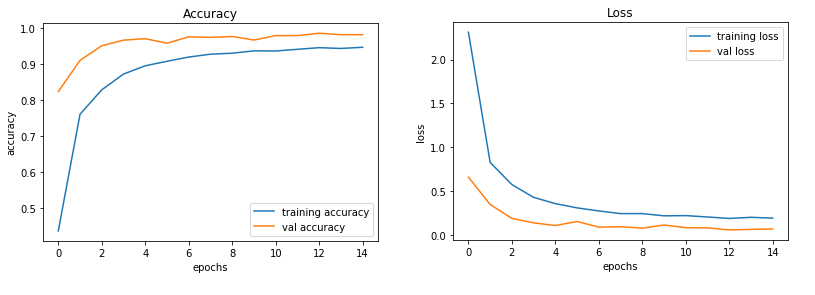 Accuracy
1.0
0.9
0.8
0.7
0.6
0.5
accuracy
0 2 4 6 8 10 12 14
epochs
training accuracy
val accuracy
Loss
2.0
1.5
1.0
0.5
0.0
loss
0 2 4 6 8 10 12 14
epochs
training loss
val loss